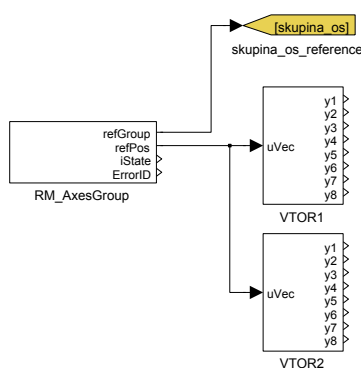 [skupina_os]
skupina_os_reference
refGroup
refPos
iState
ErrorID
RM_AxesGroup
uVec
y1
y2
y3
y4
y5
y6
y7
y8
VTOR1
uVec
y1
y2
y3
y4
y5
y6
y7
y8
VTOR2